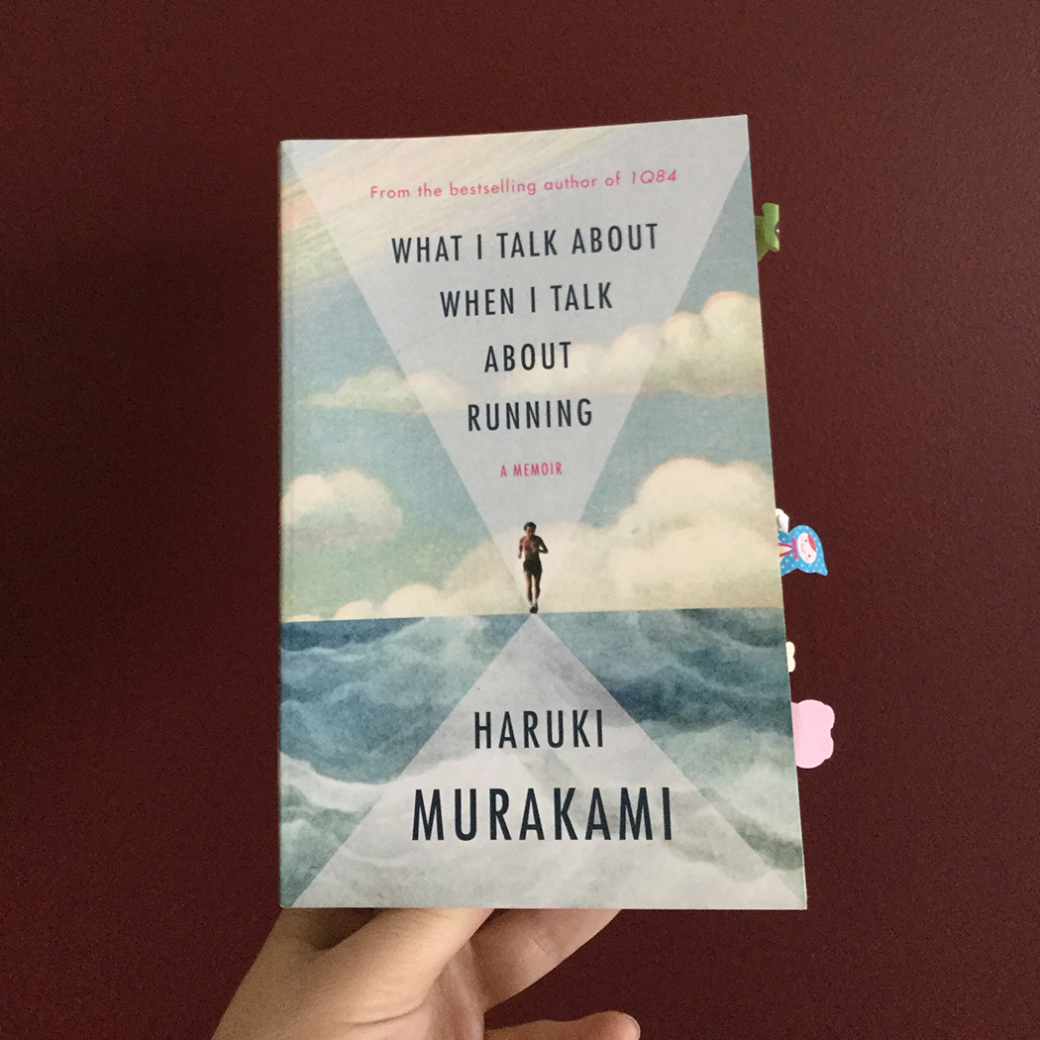 From the bestselling author of 1Q84
WHAT I TALK ABOUT
WHEN I TALK
ABOUT
RUNNING
A MEMOIR
HARUKI
MURAKAMI